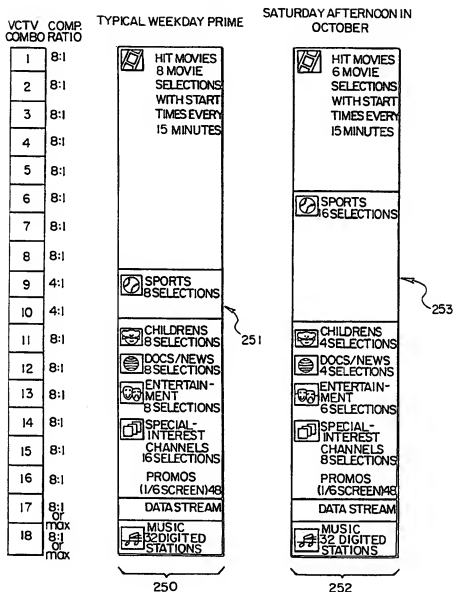 VCTV COMP.
COMBO RATIO
TYPICAL WEEKDAY PRIME
SATURDAY AFTERNOON IN
OCTOBER
1 8:1
2 8:1
3 8:1
4 8:1
5 8:1
6 8:1
7 8:1
8 8:1
9 4:1
10 4:1
11 8:1
12 8:1
13 8:1
14 8:1
15 8:1
16 8:1
17 8:1
or
max
18 8:1
or
max
HIT MOVIES
8 MOVIE
SELECTIONS
WITH START
TIMES EVERY
15 MINUTES
SPORTS
8 SELECTIONS
251
CHILDRENS
8 SELECTIONS
DOCS/NEWS
8 SELECTIONS
ENTERTAIN-
MENT
8 SELECTIONS
SPECIAL-
INTEREST
CHANNELS
16 SELECTIONS
PROMOS
(1/6 SCREEN)48
DATA STREAM
MUSIC
32 DIGITED
STATIONS
250
HIT MOVIES
6 MOVIE
SELECTIONS
WITH START
TIMES EVERY
15 MINUTES
SPORTS
16 SELECTIONS
253
CHILDRENS
4 SELECTIONS
DOCS/NEWS
4 SELECTIONS
ENTERTAIN-
MENT
6 SELECTIONS
SPECIAL-
INTEREST
CHANNELS
8 SELECTIONS
PROMOS
(1/6 SCREEN)48
DATA STREAM
MUSIC
32 DIGITED
STATIONS
252